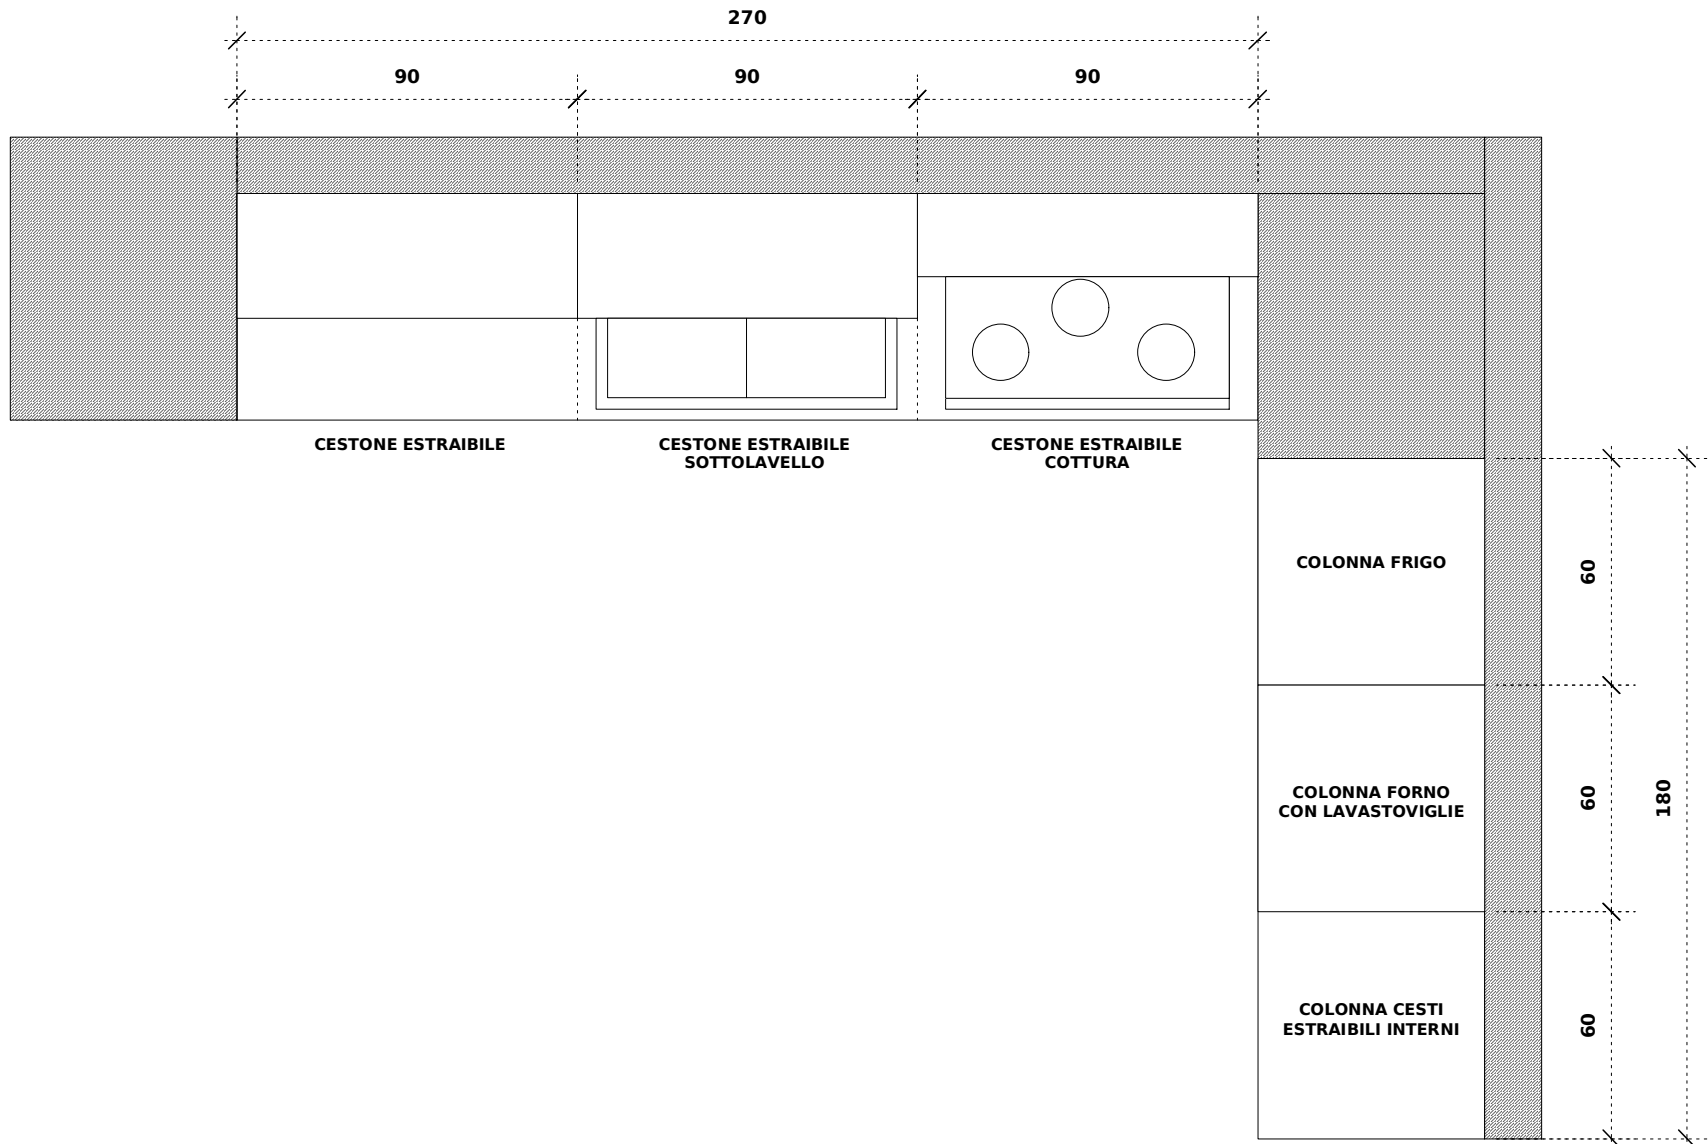 270
90
90
90
CESTONE ESTRAIBILE
CESTONE ESTRAIBILE
SOTTOLAVELLO
CESTONE ESTRAIBILE
COTTURA
COLONNA FRIGO
60
COLONNA FORNO
CON LAVASTOVIGLIE
60
180
COLONNA CESTI
ESTRAIBILI INTERNI
60